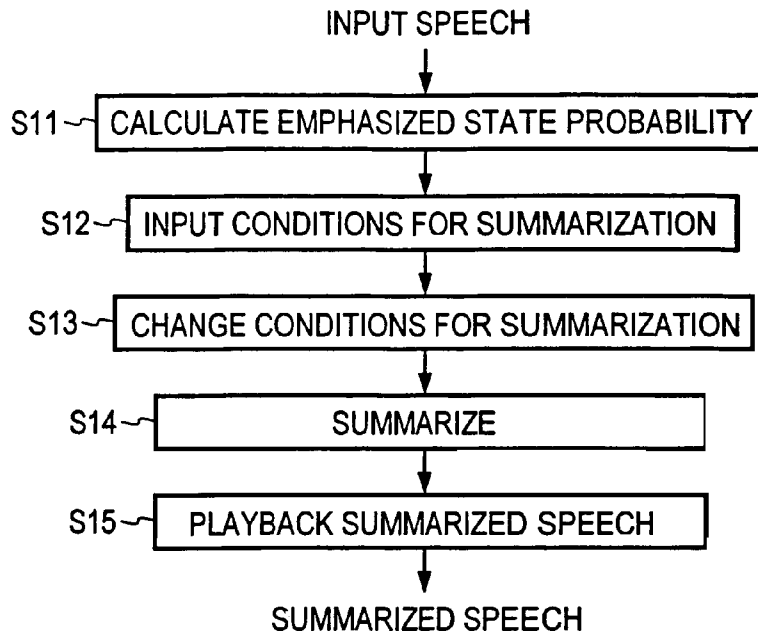 INPUT SPEECH
S11 CALCULATE EMPHASIZED STATE PROBABILITY
S12 INPUT CONDITIONS FOR SUMMARIZATION
S13 CHANGE CONDITIONS FOR SUMMARIZATION
S14 SUMMARIZE
S15 PLAYBACK SUMMARIZED SPEECH
SUMMARIZED SPEECH